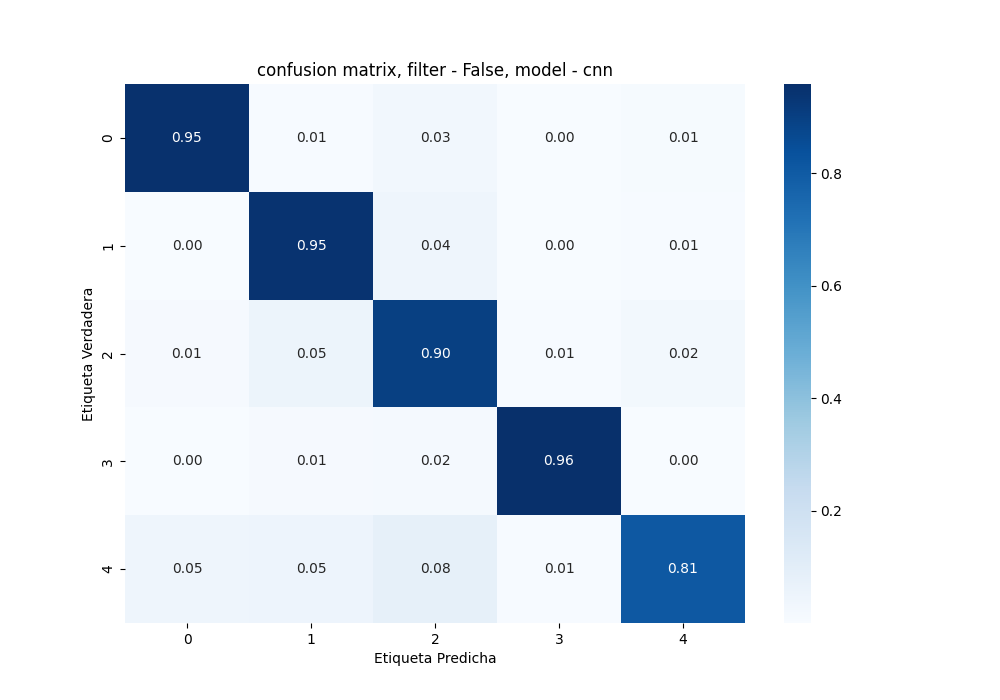 confusion matrix, filter - False, model - cnn
Etiqueta Verdadera
0 0.95 0.01 0.03 0.00 0.01
1 0.00 0.95 0.04 0.00 0.01
2 0.01 0.05 0.90 0.01 0.02
3 0.00 0.01 0.02 0.96 0.00
4 0.05 0.05 0.08 0.01 0.81
0 1 2 3 4
Etiqueta Predicha
0.8
0.6
0.4
0.2